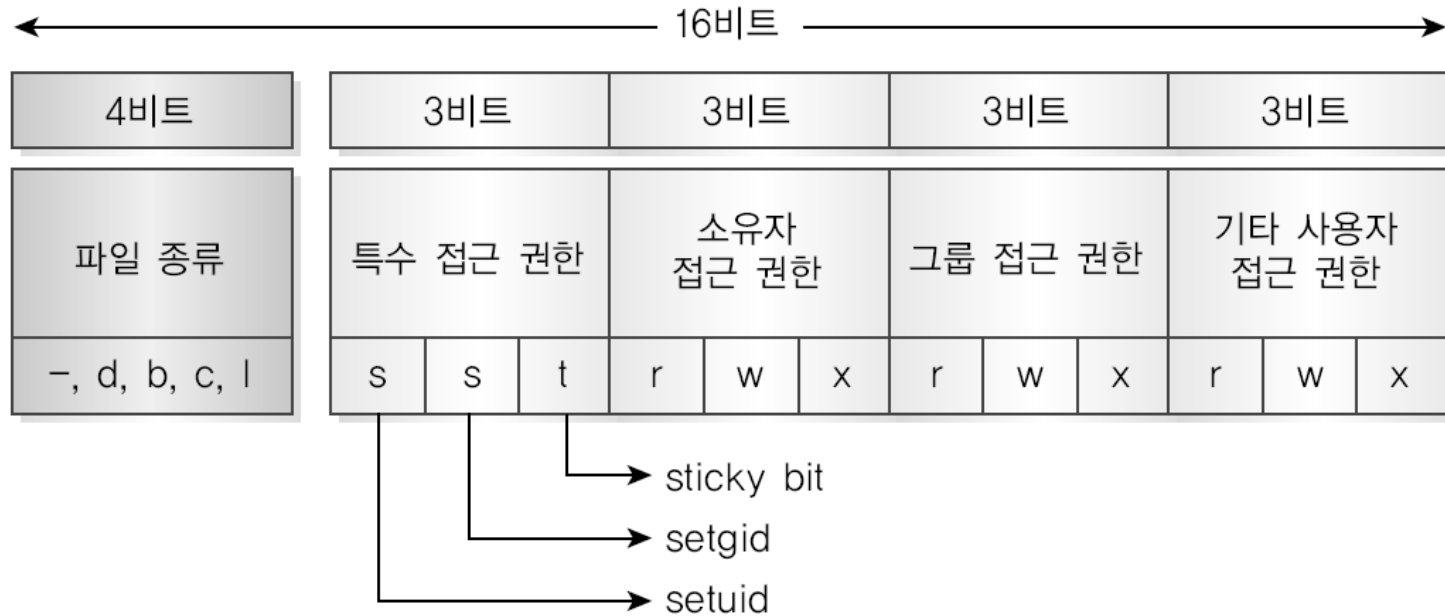 16비트
4비트 3비트 3비트 3비트 3비트
파일 종류
특수 접근 권한
소유자
접근 권한
그룹 접근 권한
기타 사용자
접근 권한
-, d, b, c, l
s s t r w x r w x r w x
sticky bit
setgid
setuid